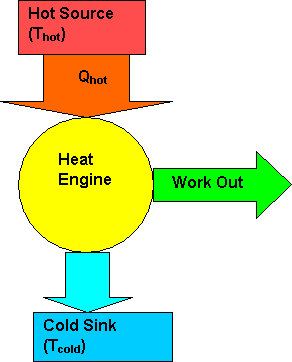 Hot Source
(Thot)
Qhot
Heat
Engine
Work Out
Cold Sink
(Tcold)